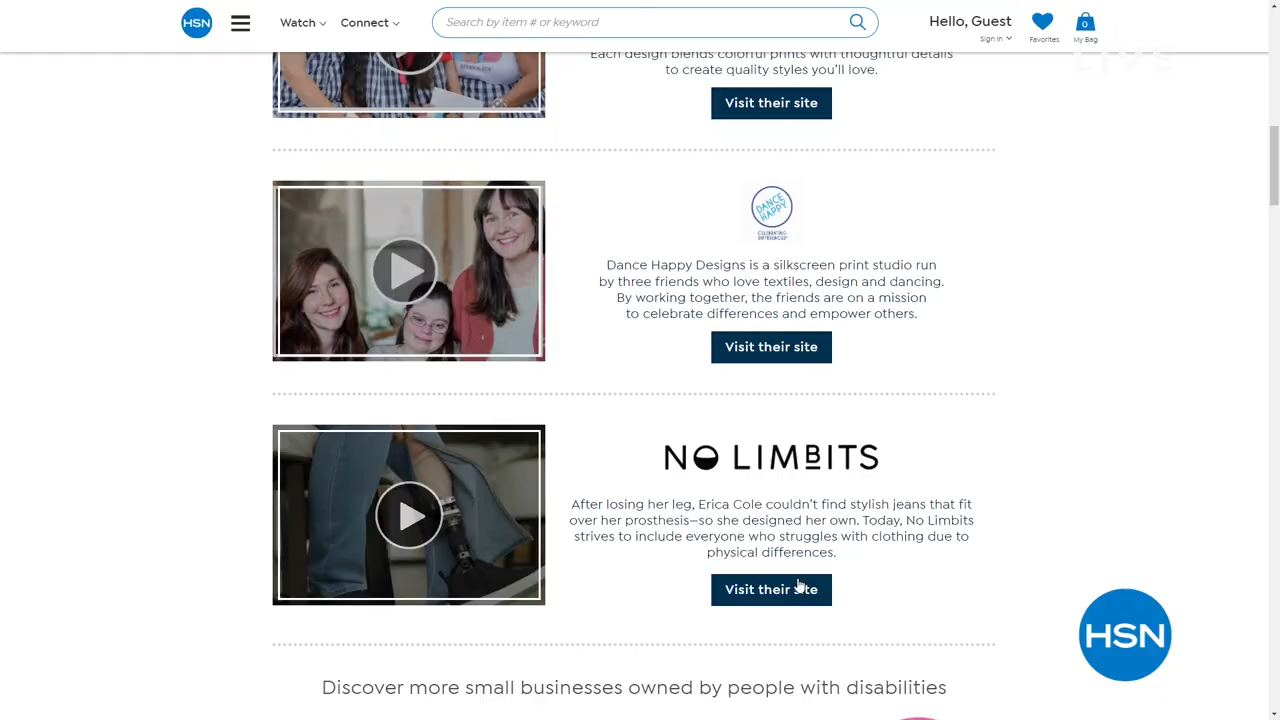 HSN
Watch
Connect
Search by item # or keyword
Hello, Guest
Sign In
Favorites
0
My Bag
LIVE
Each design blends colorful prints with thoughtful details
to create quality styles you'll love.
Visit their site
DANCE
HAPPY
CELEBRATING
DIFFERENCES
Dance Happy Designs is a silkscreen print studio run
by three friends who love textiles, design and dancing.
By working together, the friends are on a mission
to celebrate differences and empower others.
Visit their site
NO LIMBITS
After losing her leg, Erica Cole couldn't find stylish jeans that fit
over her prosthesis—so she designed her own. Today, No Limbits
strives to include everyone who struggles with clothing due to
physical differences.
Visit their site
HSN
Discover more small businesses owned by people with disabilities